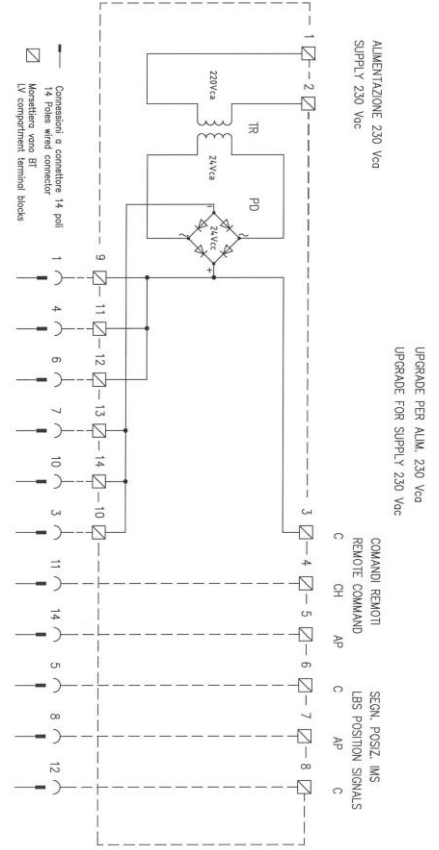 UPGRADE PER ALIM. 230 Vca
UPGRADE FOR SUPPLY 230 Vac
ALIMENTAZIONE 230 Vca
SUPPLY 230 Vac
COMANDI REMOTI
REMOTE COMMAND
SEGN. POSIZ. IMS
LBS POSITION SIGNALS
C CH AP C AP C
1 2 3 4 5 6 7 8
220Vca
TR
24Vca
PD
- 24Vcc +
~ ~
9 11 12 13 14 10
1 4 6 7 10 3 11 14 5 8 12
Connessioni a connettore 14 poli
14 Poles wired connector
Morsettiera vano BT
LV compartment terminal blocks